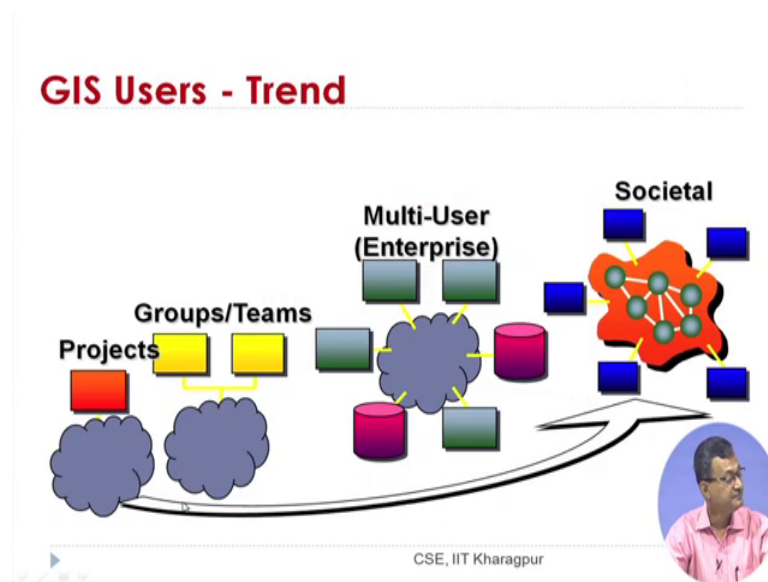 GIS Users - Trend
Societal
Multi-User
(Enterprise)
Groups/Teams
Projects
CSE, IIT Kharagpur